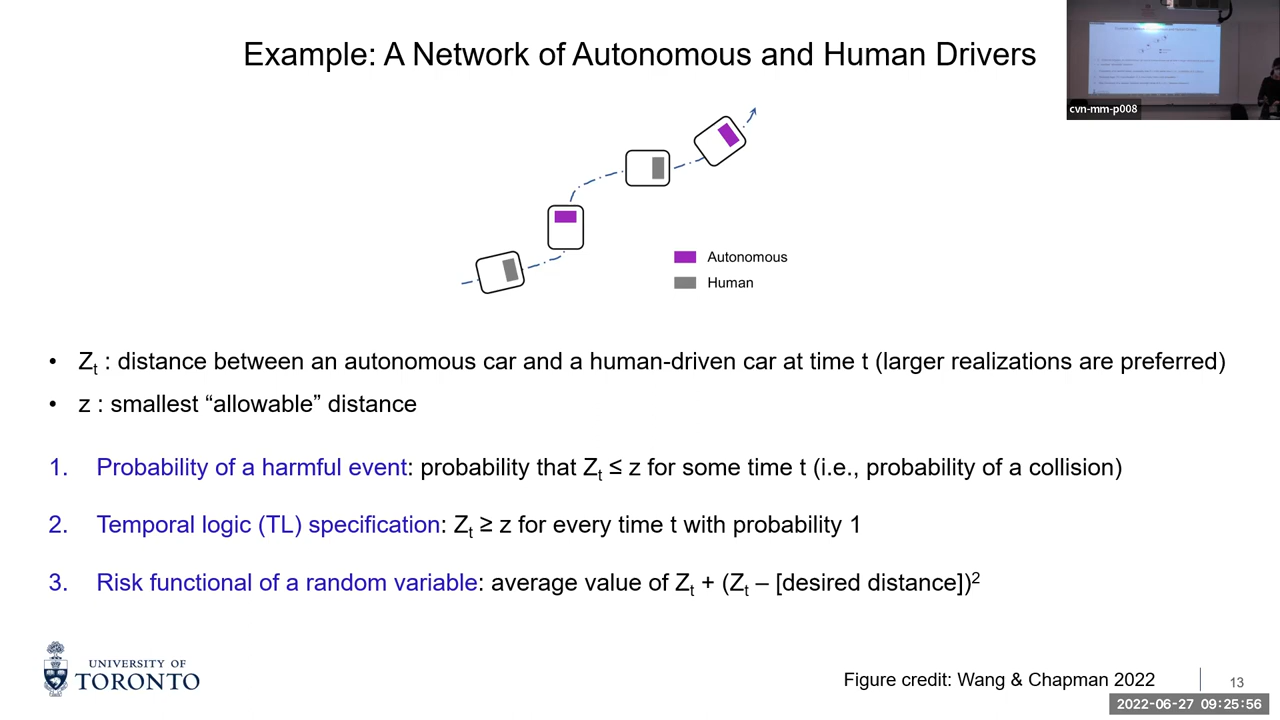 Example: A Network of Autonomous and Human Drivers
cvn-mm-p008
Autonomous
Human
• Zt : distance between an autonomous car and a human-driven car at time t (larger realizations are preferred)
• z : smallest “allowable” distance
1. Probability of a harmful event: probability that Zt ≤ z for some time t (i.e., probability of a collision)
2. Temporal logic (TL) specification: Zt ≥ z for every time t with probability 1
3. Risk functional of a random variable: average value of Zt + (Zt – [desired distance])²
UNIVERSITY OF
TORONTO
Figure credit: Wang & Chapman 2022
13
2022-06-27 09:25:56